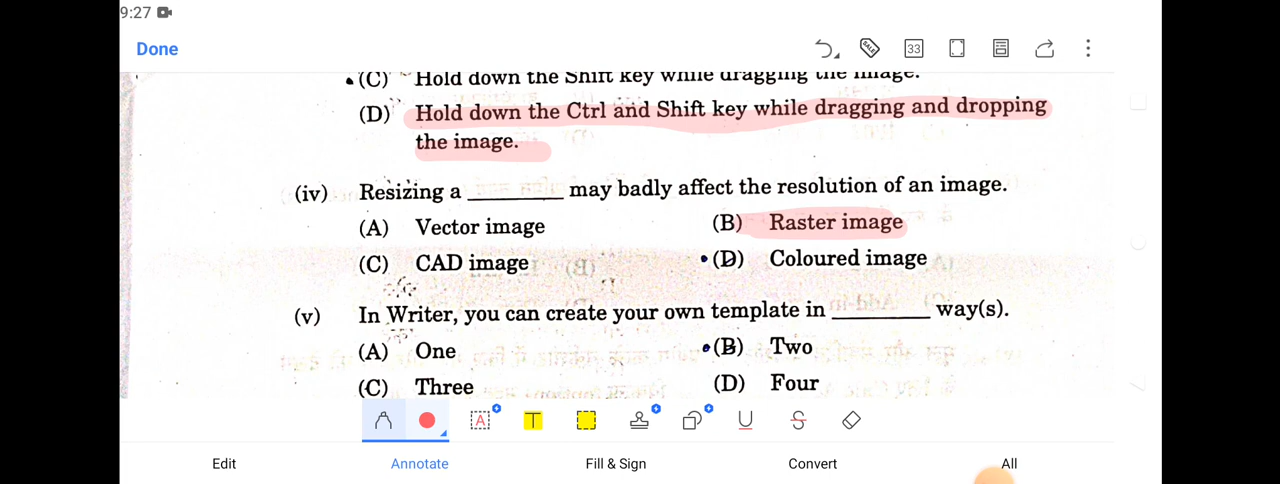 9:27
Done
SALE
33
(C) Hold down the Shift key while dragging the image.
(D) Hold down the Ctrl and Shift key while dragging and dropping
the image.
(iv) Resizing a ________ may badly affect the resolution of an image.
(A) Vector image (B) Raster image
(C) CAD image (D) Coloured image
(v) In Writer, you can create your own template in ________ way(s).
(A) One (B) Two
(C) Three (D) Four
A T U S
Edit Annotate Fill & Sign Convert All